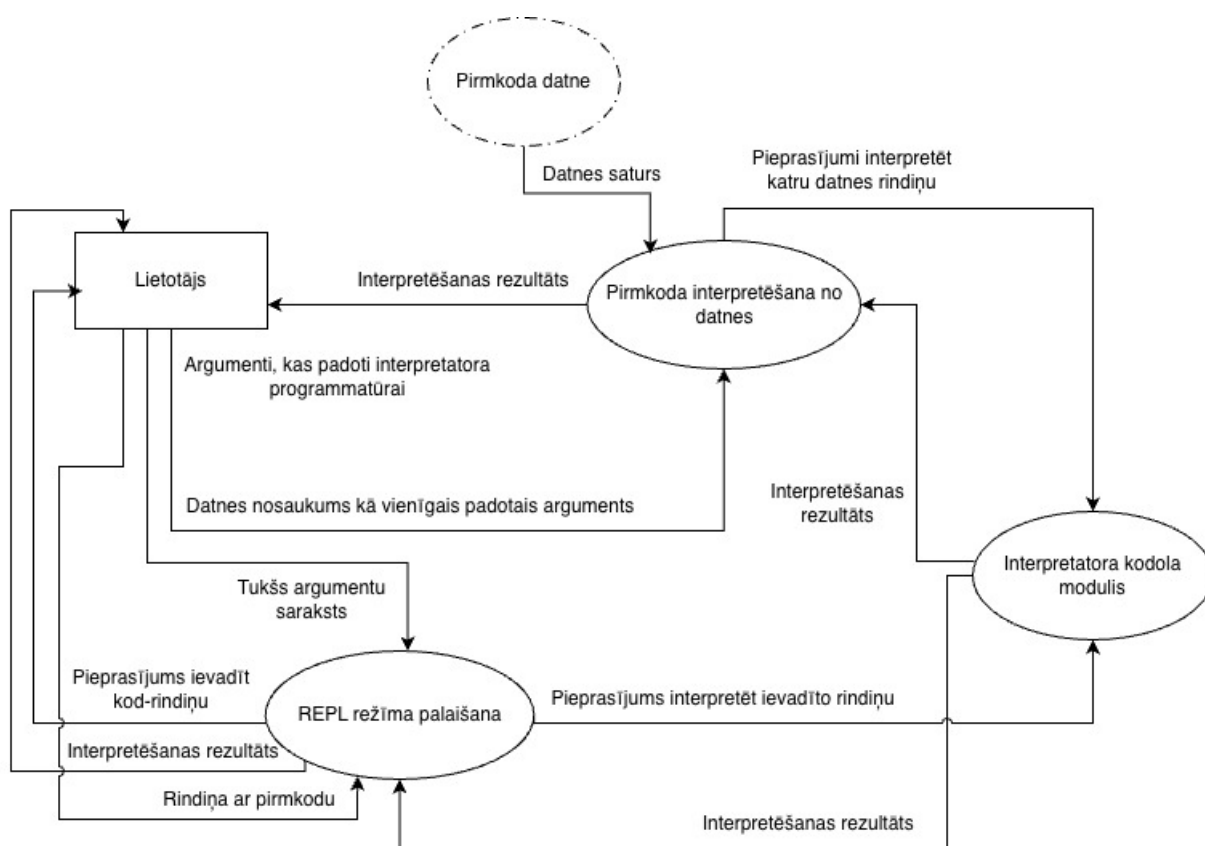 Pirmkoda datne
Datnes saturs
Pieprasījumi interpretēt
katru datnes rindiņu
Lietotājs
Interpretēšanas rezultāts
Pirmkoda interpretēšana no
datnes
Argumenti, kas padoti interpretatora
programmatūrai
Datnes nosaukums kā vienīgais padotais arguments
Interpretēšanas
rezultāts
Interpretatora kodola
modulis
Tukšs argumentu
saraksts
Pieprasījums ievadīt
kod-rindiņu
REPL režīma palaišana
Pieprasījums interpretēt ievadīto rindiņu
Interpretēšanas rezultāts
Rindiņa ar pirmkodu
Interpretēšanas rezultāts